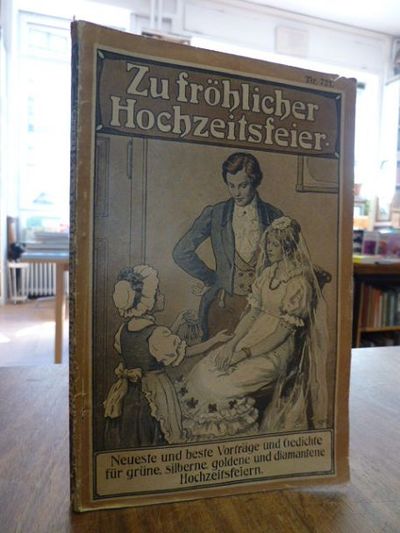 Nr. 721.
Zu fröhlicher
Hochzeitsfeier.
Neueste und beste Vorträge und Gedichte
für grüne, silberne, goldene und diamantene
Hochzeitsfeiern.